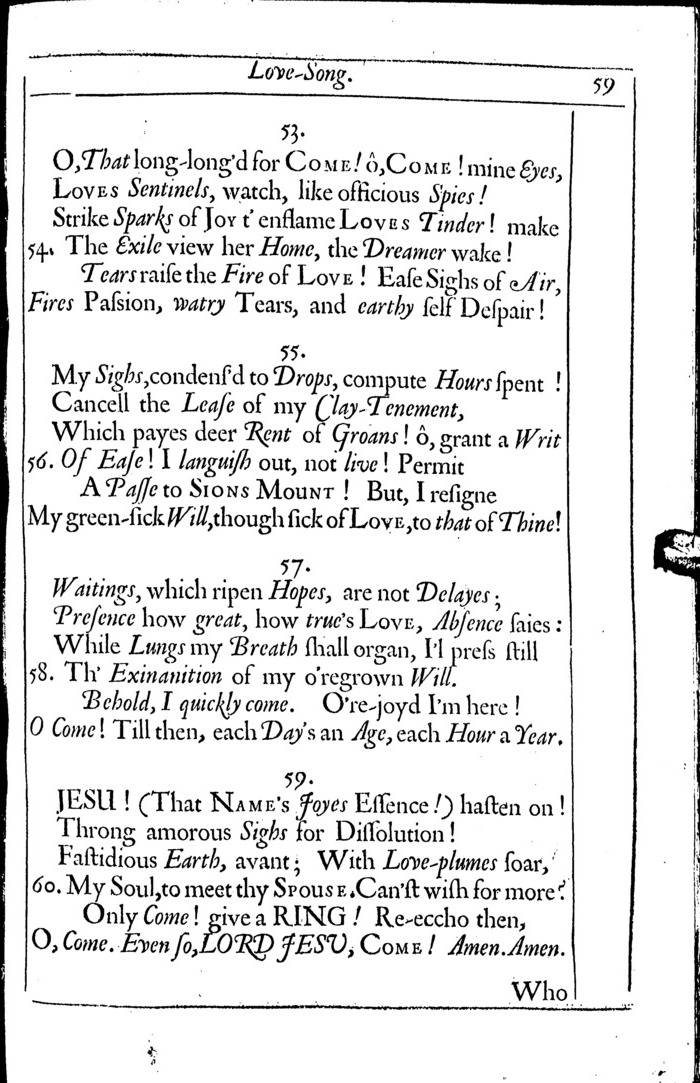 Love-Song.
59
53.
O, That long-long'd for COME! ô, COME! mine Eyes,
LOVES Sentinels, watch, like officious Spies!
Strike Sparks of JOY t' enflame LOVES Tinder! make
54. The Exile view her Home, the Dreamer wake!
Tears raiſe the Fire of LOVE! Eaſe Sighs of Air,
Fires Paſsion, watry Tears, and earthy ſelf Deſpair!
55.
My Sighs, condenſ'd to Drops, compute Hours ſpent!
Cancell the Leaſe of my Clay-Tenement,
Which payes deer Rent of Groans! ô, grant a Writ
56. Of Eaſe! I languiſh out, not live! Permit
A Paſſe to SIONS MOUNT! But, I reſigne
My green-ſick Will, though ſick of LOVE, to that of Thine!
57.
Waitings, which ripen Hopes, are not Delayes;
Preſence how great, how true's LOVE, Abſence ſaies:
While Lungs my Breath ſhall organ, I'l preſs ſtill
58. Th' Exinanition of my o'regrown Will.
Behold, I quickly come. O're-joyd I'm here!
O Come! Till then, each Day's an Age, each Hour a Year.
59.
JESU! (That NAME'S Joyes Eſſence!) haſten on!
Throng amorous Sighs for Diſſolution!
Faſtidious Earth, avant; With Love-plumes ſoar,
60. My Soul, to meet thy SPOUSE. Can'ſt wiſh for more?
Only Come! give a RING! Re-eccho then,
O, Come. Even ſo, LORD JESU, COME! Amen. Amen.
Who